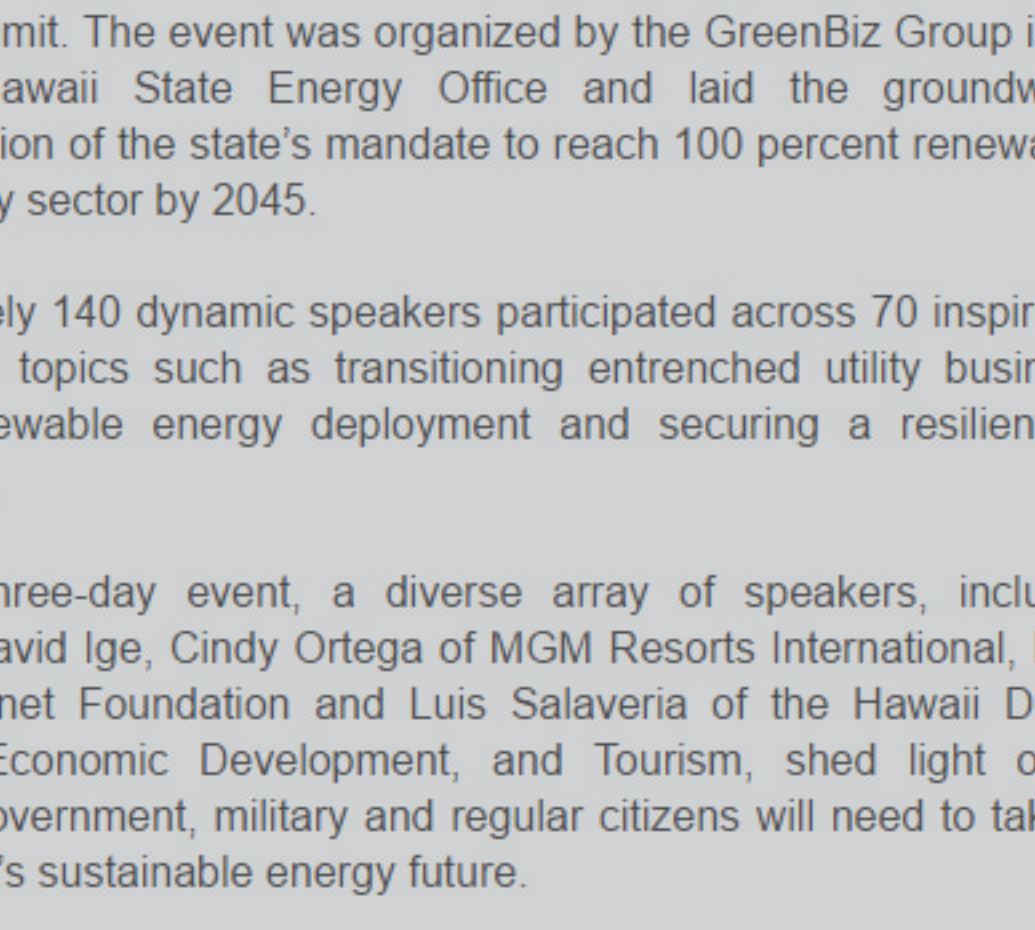 mit. The event was organized by the GreenBiz Group i
awaii State Energy Office and laid the groundw
ion of the state’s mandate to reach 100 percent renewa
y sector by 2045.
ely 140 dynamic speakers participated across 70 inspir
topics such as transitioning entrenched utility busin
ewable energy deployment and securing a resilien
hree-day event, a diverse array of speakers, inclu
avid Ige, Cindy Ortega of MGM Resorts International,
net Foundation and Luis Salaveria of the Hawaii D
Economic Development, and Tourism, shed light o
overnment, military and regular citizens will need to tak
’s sustainable energy future.